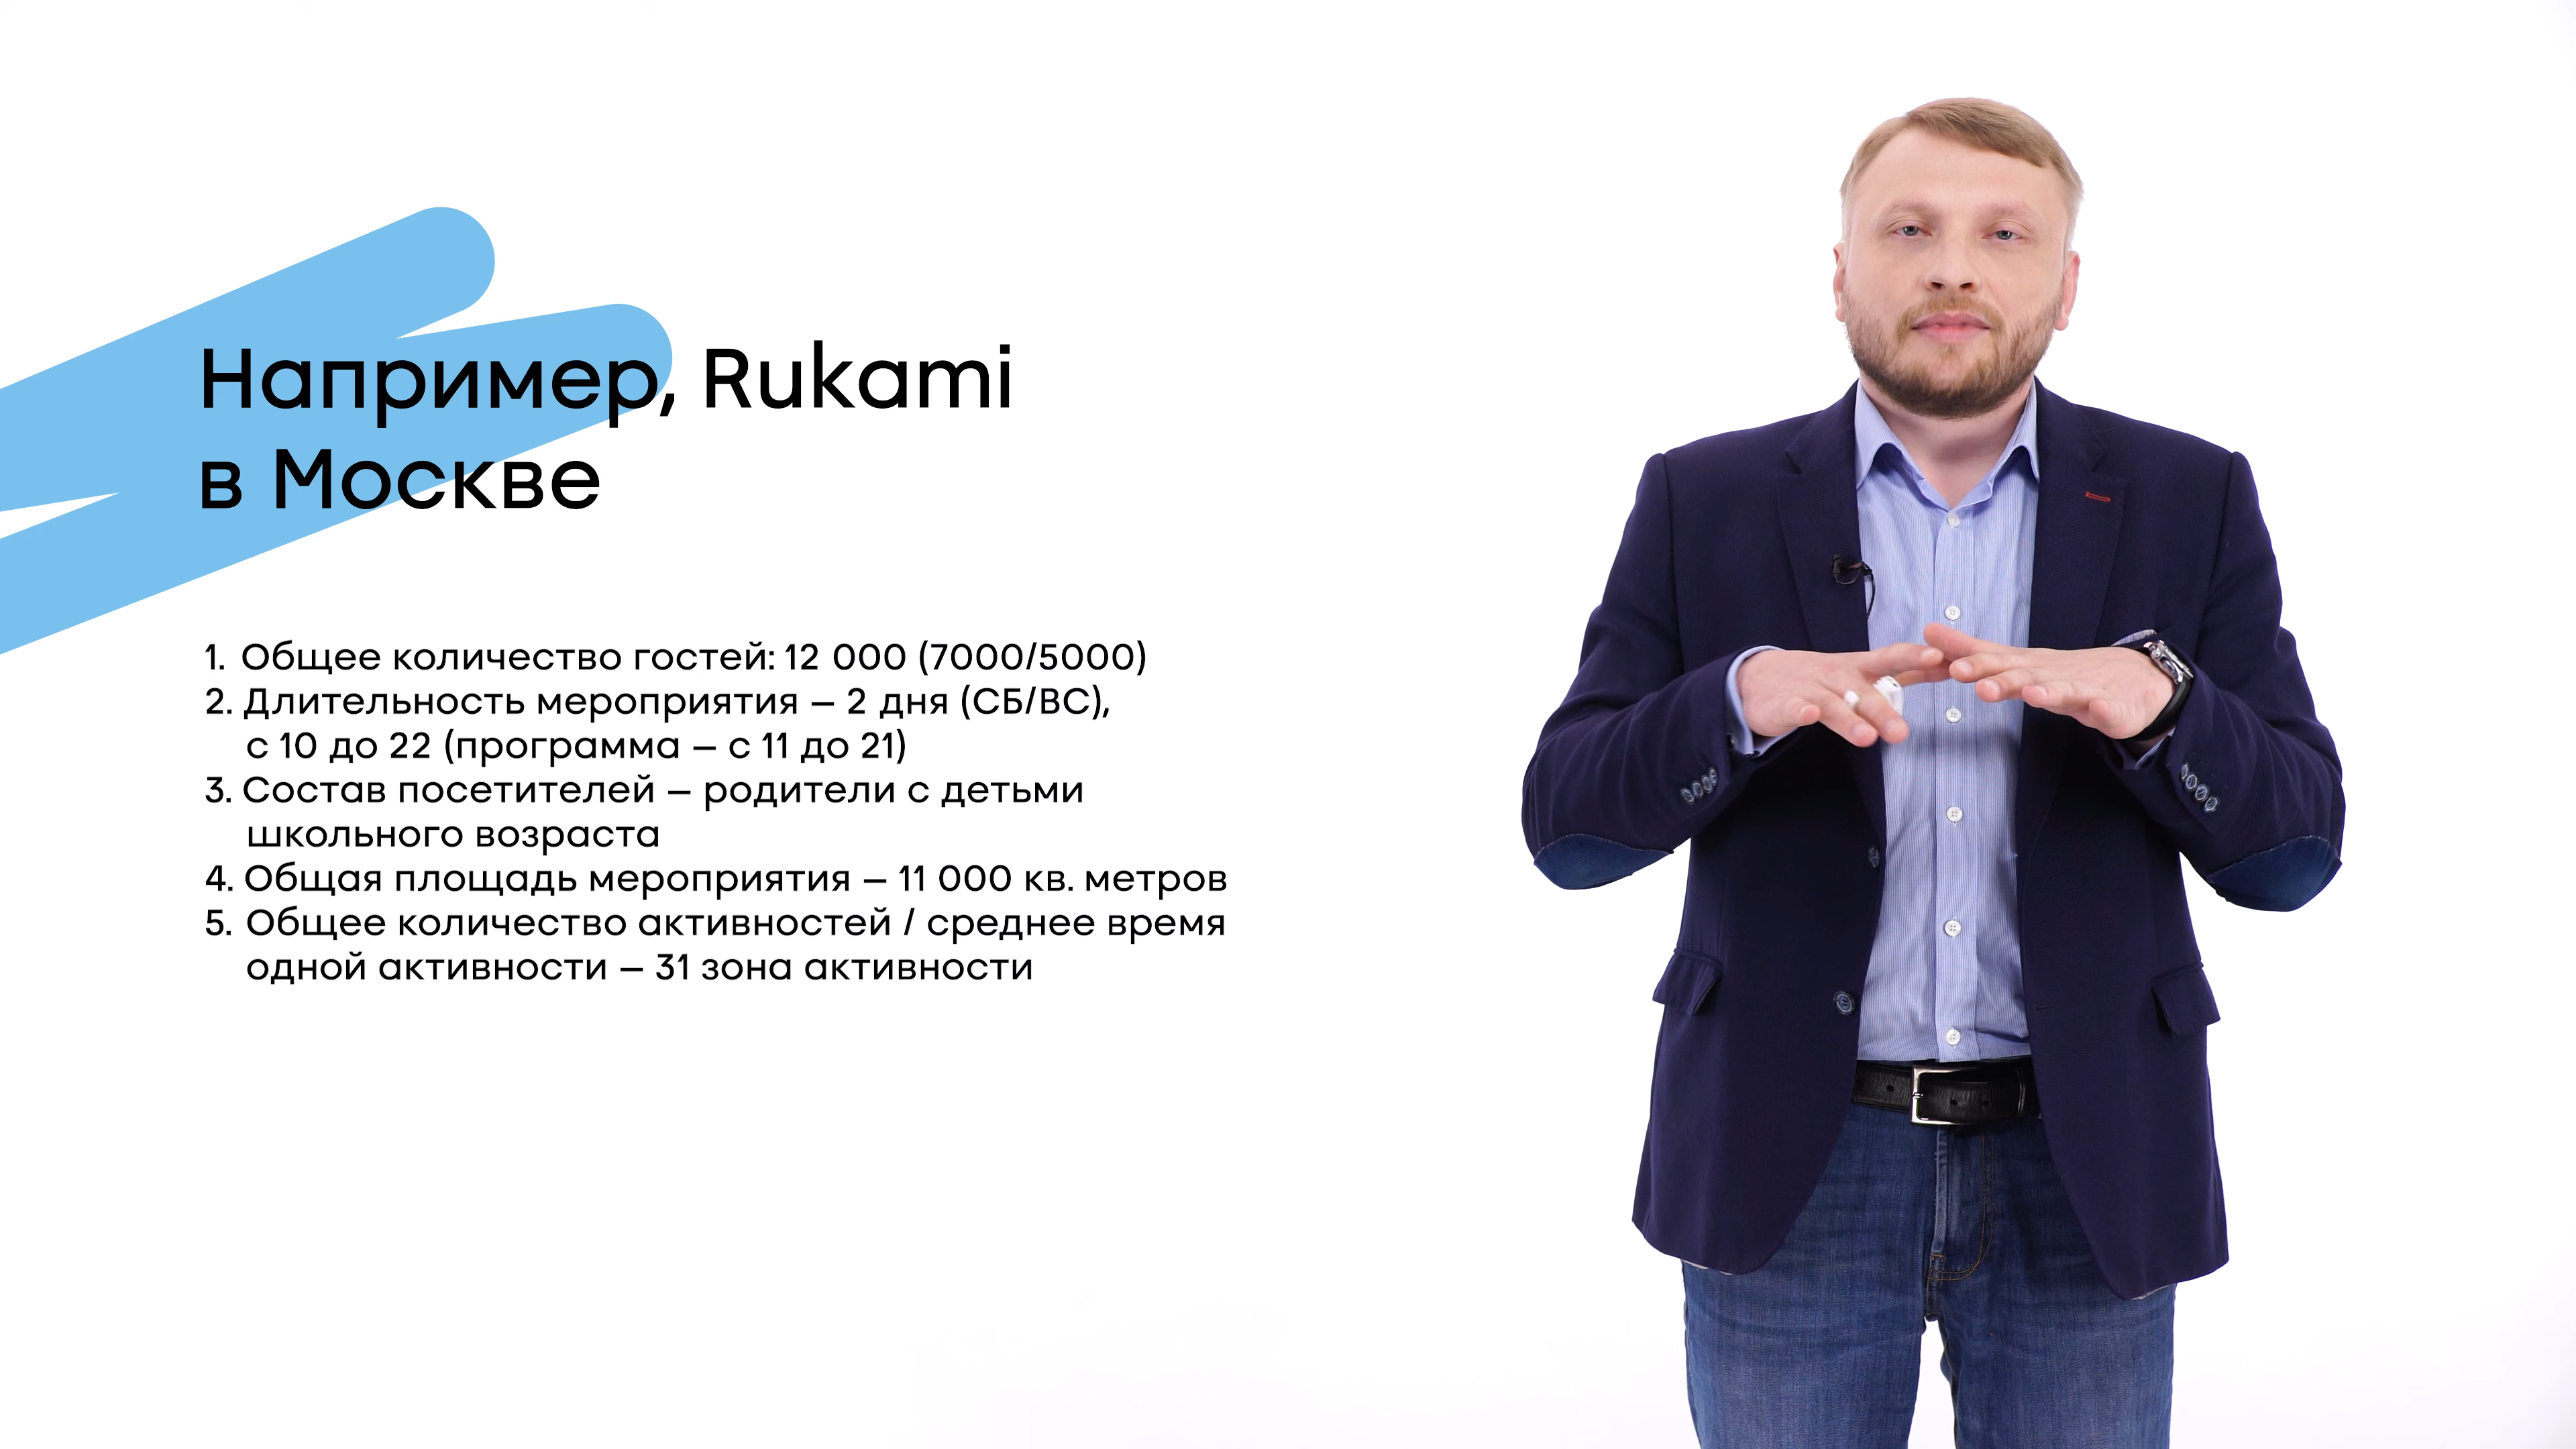 Например, Rukami
в Москве
1. Общее количество гостей: 12 000 (7000/5000)
2. Длительность мероприятия – 2 дня (СБ/ВС),
с 10 до 22 (программа – с 11 до 21)
3. Состав посетителей – родители с детьми
школьного возраста
4. Общая площадь мероприятия – 11 000 кв. метров
5. Общее количество активностей / среднее время
одной активности – 31 зона активности